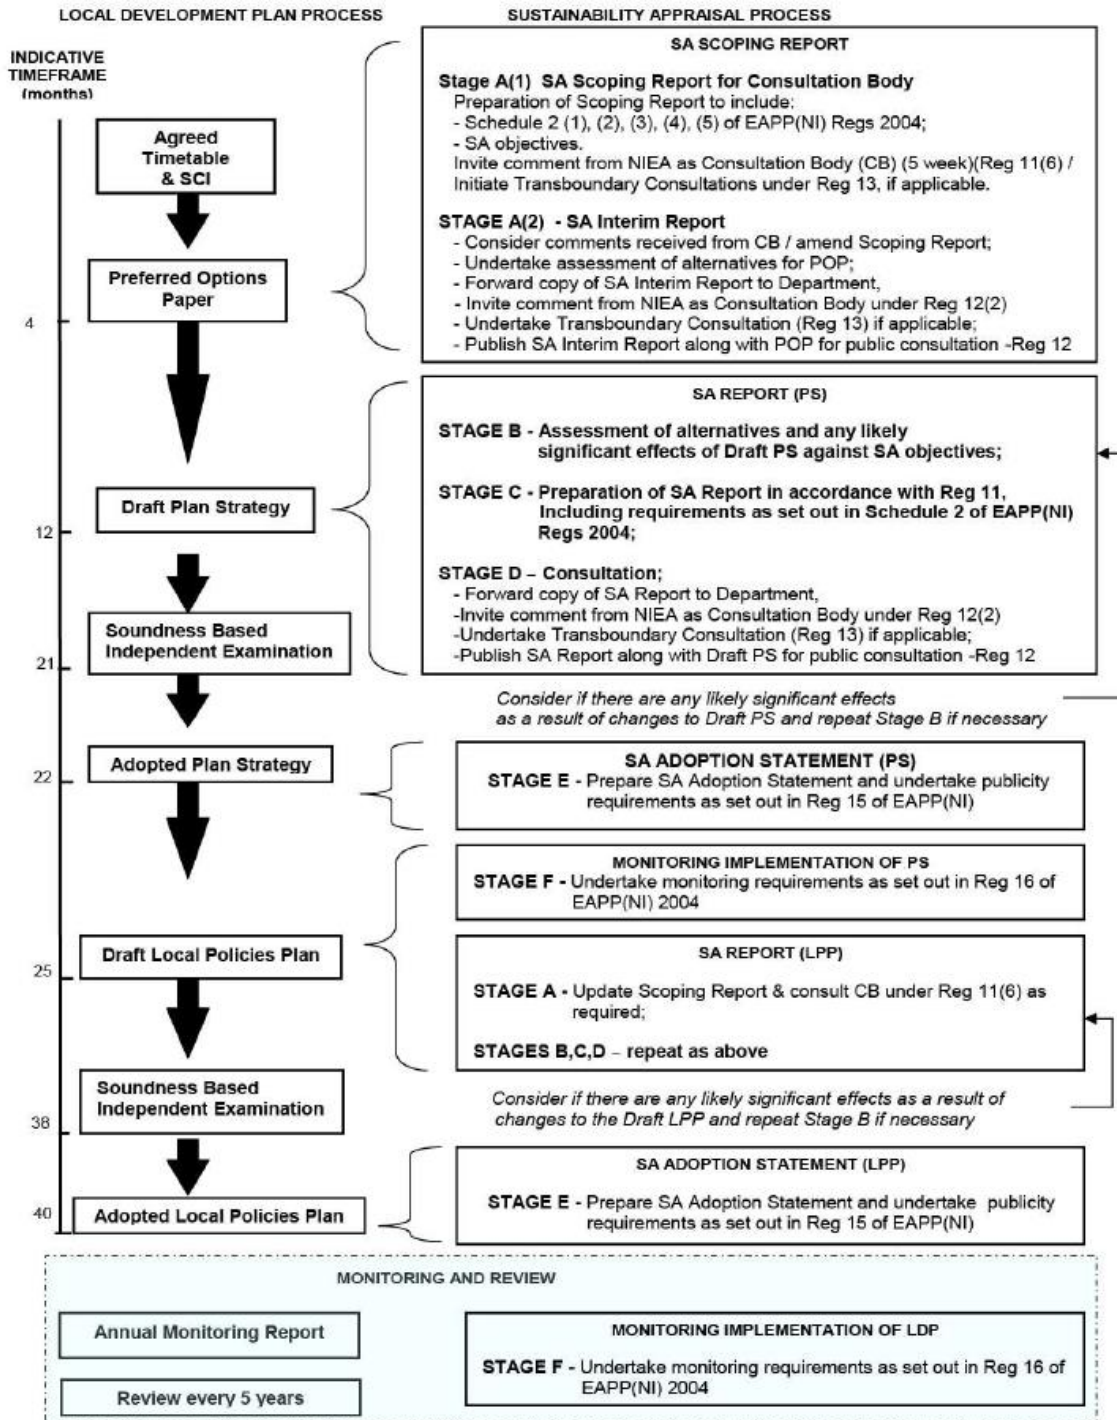 LOCAL DEVELOPMENT PLAN PROCESS
SUSTAINABILITY APPRAISAL PROCESS
INDICATIVE
TIMEFRAME
(months)
Agreed
Timetable
& SCI
Preferred Options
Paper
4
Draft Plan Strategy
12
Soundness Based
Independent Examination
21
Adopted Plan Strategy
22
Draft Local Policies Plan
25
Soundness Based
Independent Examination
38
Adopted Local Policies Plan
40
SA SCOPING REPORT
Stage A(1) SA Scoping Report for Consultation Body
Preparation of Scoping Report to include:
- Schedule 2 (1), (2), (3), (4), (5) of EAPP(NI) Regs 2004;
- SA objectives.
Invite comment from NIEA as Consultation Body (CB) (5 week)(Reg 11(6) /
Initiate Transboundary Consultations under Reg 13, if applicable.
STAGE A(2) - SA Interim Report
- Consider comments received from CB / amend Scoping Report;
- Undertake assessment of alternatives for POP;
- Forward copy of SA Interim Report to Department,
- Invite comment from NIEA as Consultation Body under Reg 12(2)
- Undertake Transboundary Consultation (Reg 13) if applicable;
- Publish SA Interim Report along with POP for public consultation -Reg 12
SA REPORT (PS)
STAGE B - Assessment of alternatives and any likely
significant effects of Draft PS against SA objectives;
STAGE C - Preparation of SA Report in accordance with Reg 11,
Including requirements as set out in Schedule 2 of EAPP(NI)
Regs 2004;
STAGE D – Consultation;
- Forward copy of SA Report to Department,
-Invite comment from NIEA as Consultation Body under Reg 12(2)
-Undertake Transboundary Consultation (Reg 13) if applicable;
-Publish SA Report along with Draft PS for public consultation -Reg 12
Consider if there are any likely significant effects
as a result of changes to Draft PS and repeat Stage B if necessary
SA ADOPTION STATEMENT (PS)
STAGE E - Prepare SA Adoption Statement and undertake publicity
requirements as set out in Reg 15 of EAPP(NI)
MONITORING IMPLEMENTATION OF PS
STAGE F - Undertake monitoring requirements as set out in Reg 16 of
EAPP(NI) 2004
SA REPORT (LPP)
STAGE A - Update Scoping Report & consult CB under Reg 11(6) as
required;
STAGES B,C,D – repeat as above
Consider if there are any likely significant effects as a result of
changes to the Draft LPP and repeat Stage B if necessary
SA ADOPTION STATEMENT (LPP)
STAGE E - Prepare SA Adoption Statement and undertake publicity
requirements as set out in Reg 15 of EAPP(NI)
MONITORING AND REVIEW
Annual Monitoring Report
Review every 5 years
MONITORING IMPLEMENTATION OF LDP
STAGE F - Undertake monitoring requirements as set out in Reg 16 of
EAPP(NI) 2004